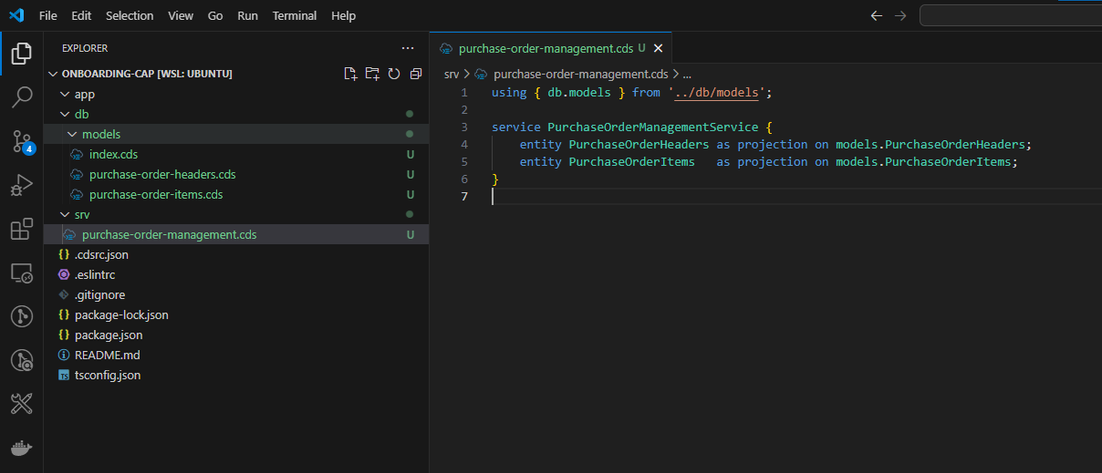 File Edit Selection View Go Run Terminal Help
EXPLORER
ONBOARDING-CAP [WSL: UBUNTU]
app
db
models
index.cds U
purchase-order-headers.cds U
purchase-order-items.cds U
srv
purchase-order-management.cds U
.cdsrc.json
.eslintrc
.gitignore
package-lock.json
package.json
README.md
tsconfig.json
4
purchase-order-management.cds U
srv > purchase-order-management.cds > ...
1 using { db.models } from '../db/models';
2
3 service PurchaseOrderManagementService {
4 entity PurchaseOrderHeaders as projection on models.PurchaseOrderHeaders;
5 entity PurchaseOrderItems as projection on models.PurchaseOrderItems;
6 }
7